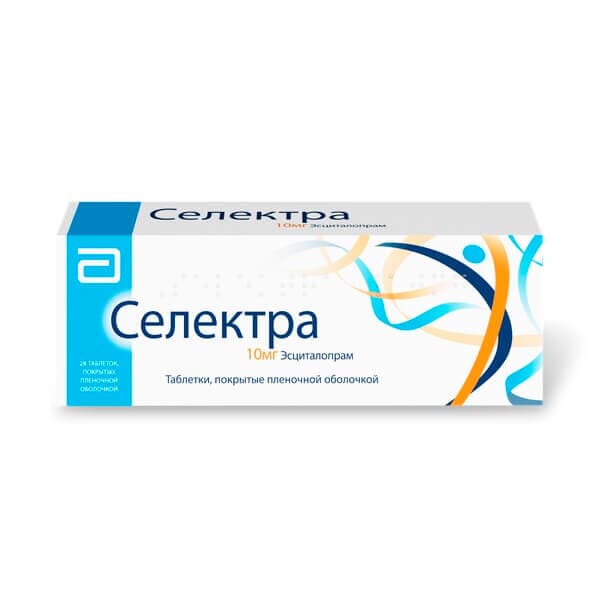 Селектра
10мг Эсциталопрам
Селектра
10мг Эсциталопрам
Таблетки, покрытые пленочной оболочкой
28 ТАБЛЕТОК,
ПОКРЫТЫХ
ПЛЕНОЧНОЙ
ОБОЛОЧКОЙ